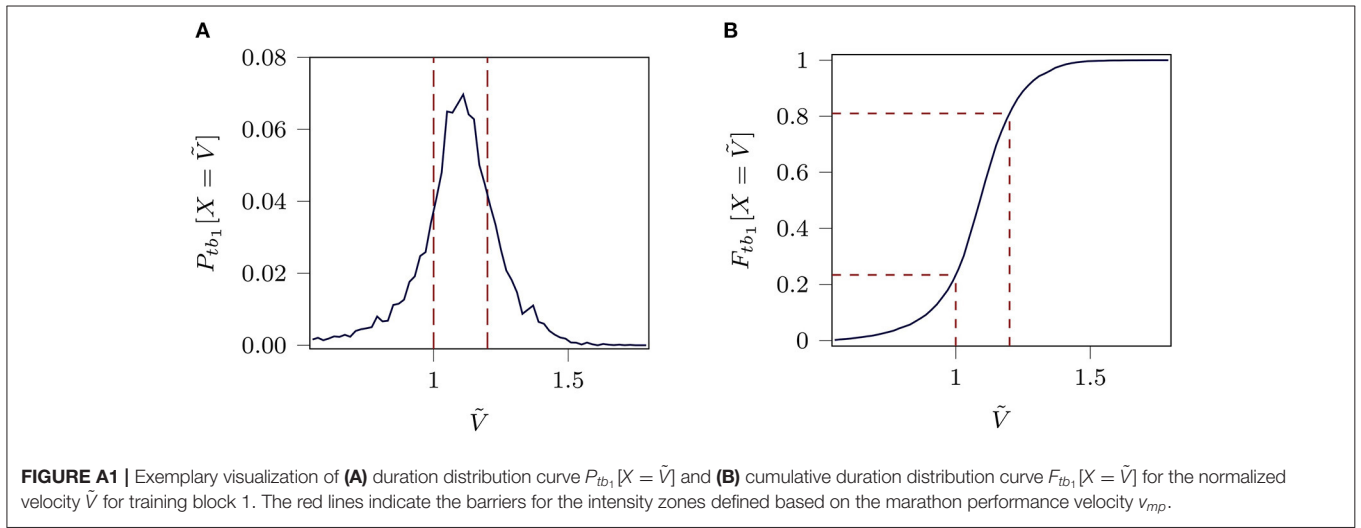 A
B
0.08
0.06
0.04
0.02
0.00
P_{tb_1}[X = Ṽ]
1 1.5
Ṽ
1
0.8
0.6
0.4
0.2
0
F_{tb_1}[X = Ṽ]
1 1.5
Ṽ
FIGURE A1 | Exemplary visualization of (A) duration distribution curve P_{tb_1}[X = Ṽ] and (B) cumulative duration distribution curve F_{tb_1}[X = Ṽ] for the normalized
velocity Ṽ for training block 1. The red lines indicate the barriers for the intensity zones defined based on the marathon performance velocity v_{mp}.